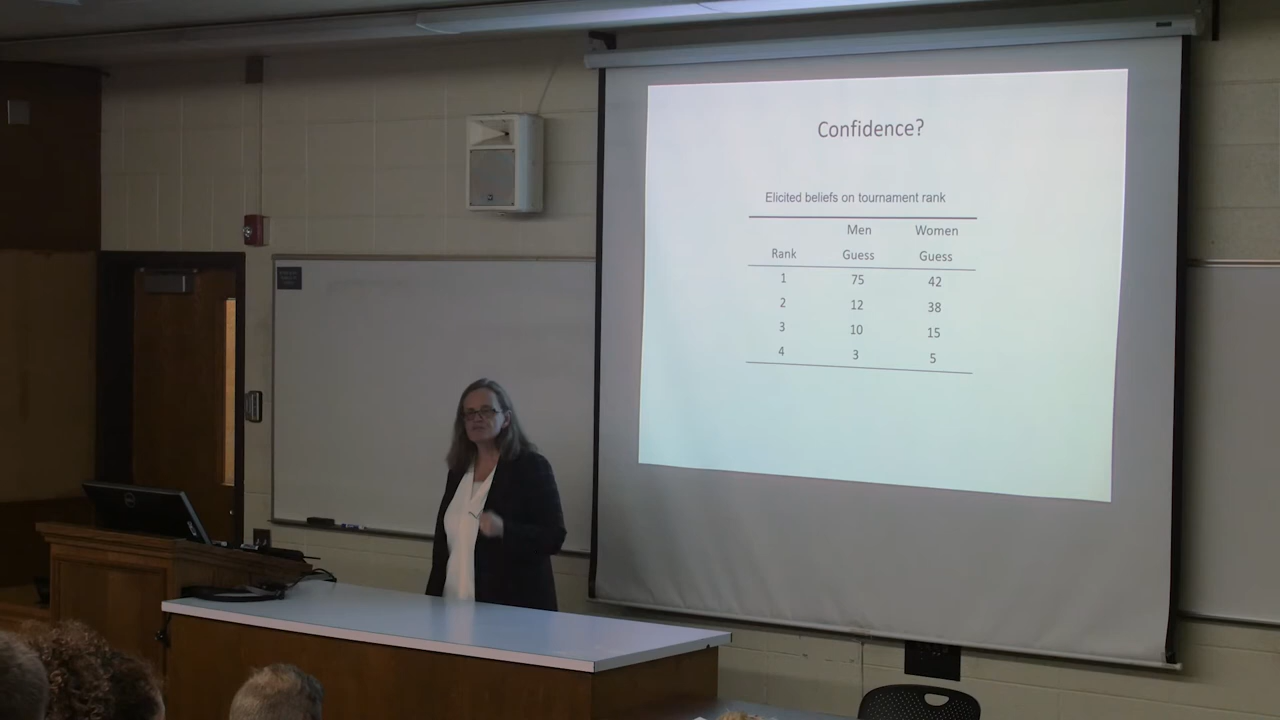 Confidence?
Elicited beliefs on tournament rank
Men Women
Rank Guess Guess
1 75 42
2 12 38
3 10 15
4 3 5